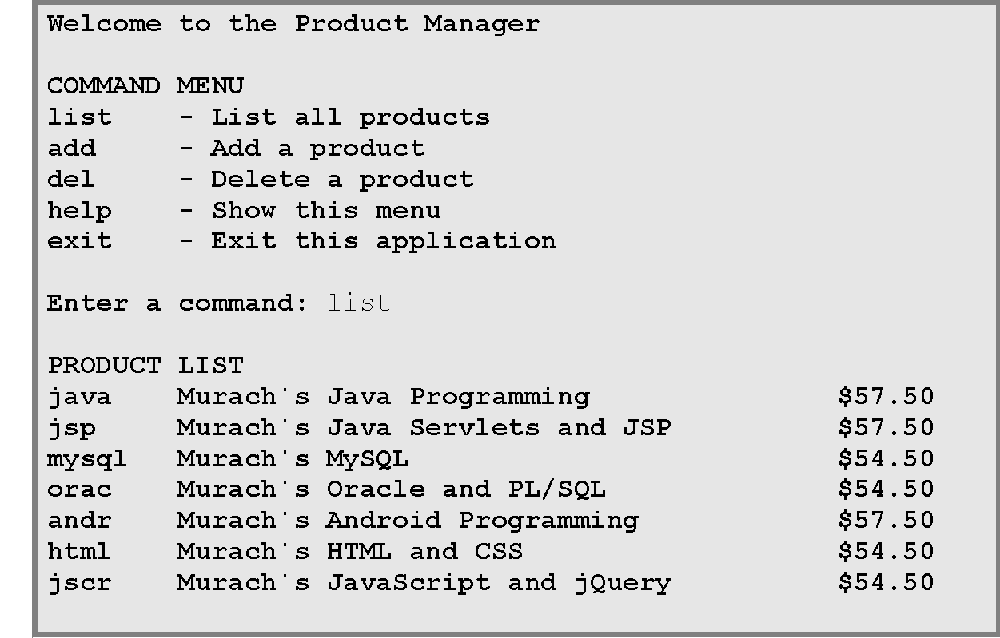 Welcome to the Product Manager
COMMAND MENU
list    - List all products
add     - Add a product
del     - Delete a product
help    - Show this menu
exit    - Exit this application
Enter a command: list
PRODUCT LIST
java    Murach's Java Programming               $57.50
jsp     Murach's Java Servlets and JSP          $57.50
mysql   Murach's MySQL                          $54.50
orac    Murach's Oracle and PL/SQL              $54.50
andr    Murach's Android Programming            $57.50
html    Murach's HTML and CSS                   $54.50
jscr    Murach's JavaScript and jQuery          $54.50